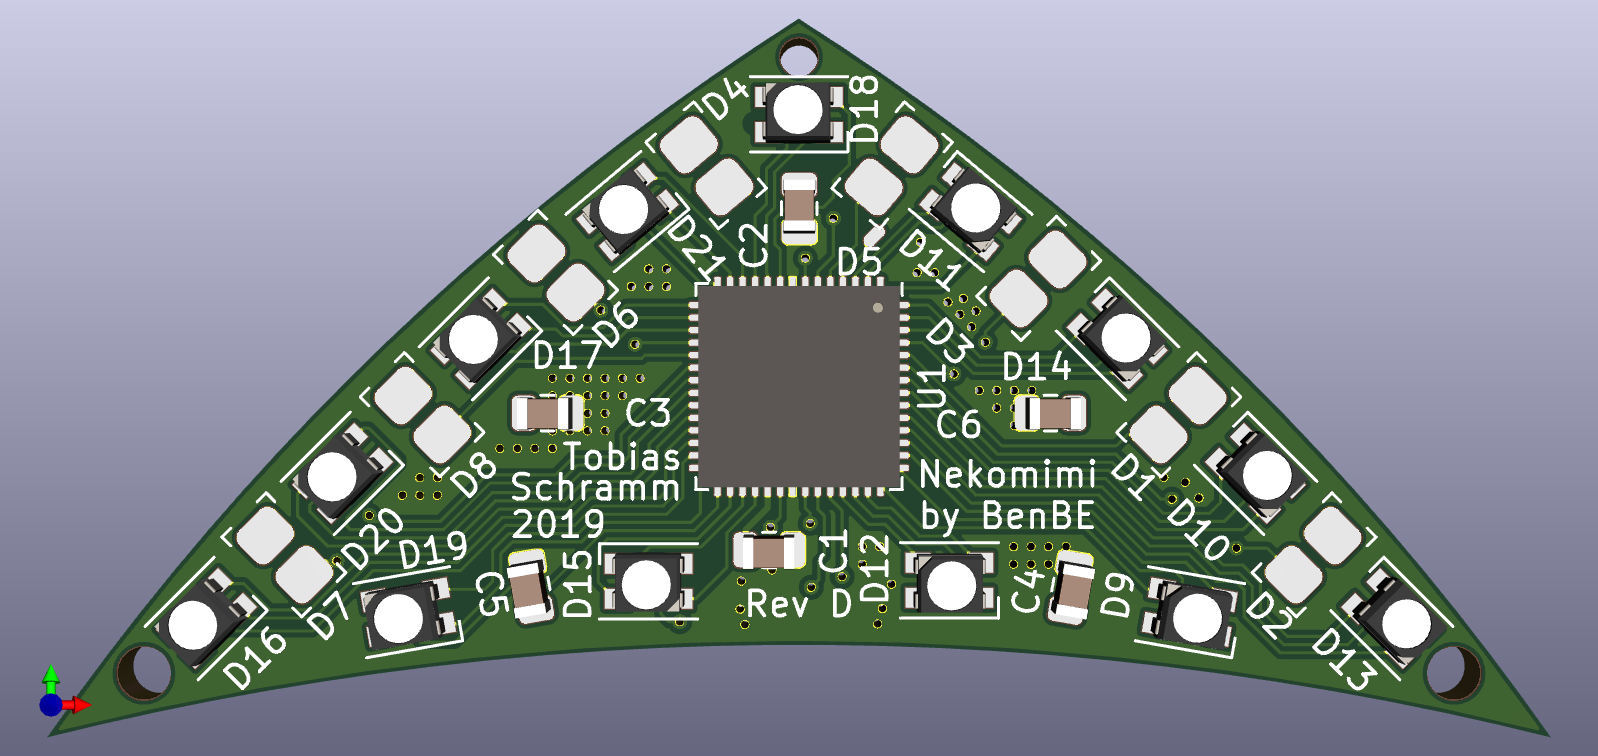 D4
D18
D21
C2
D5
D11
D6
D17
D3
D14
U1
C3
C6
D8
Tobias
Schramm
2019
Nekomimi
by BenBE
D1
D10
D20
D19
D7
D16
C5
D15
C1
D12
Rev D
C4
D9
D2
D13